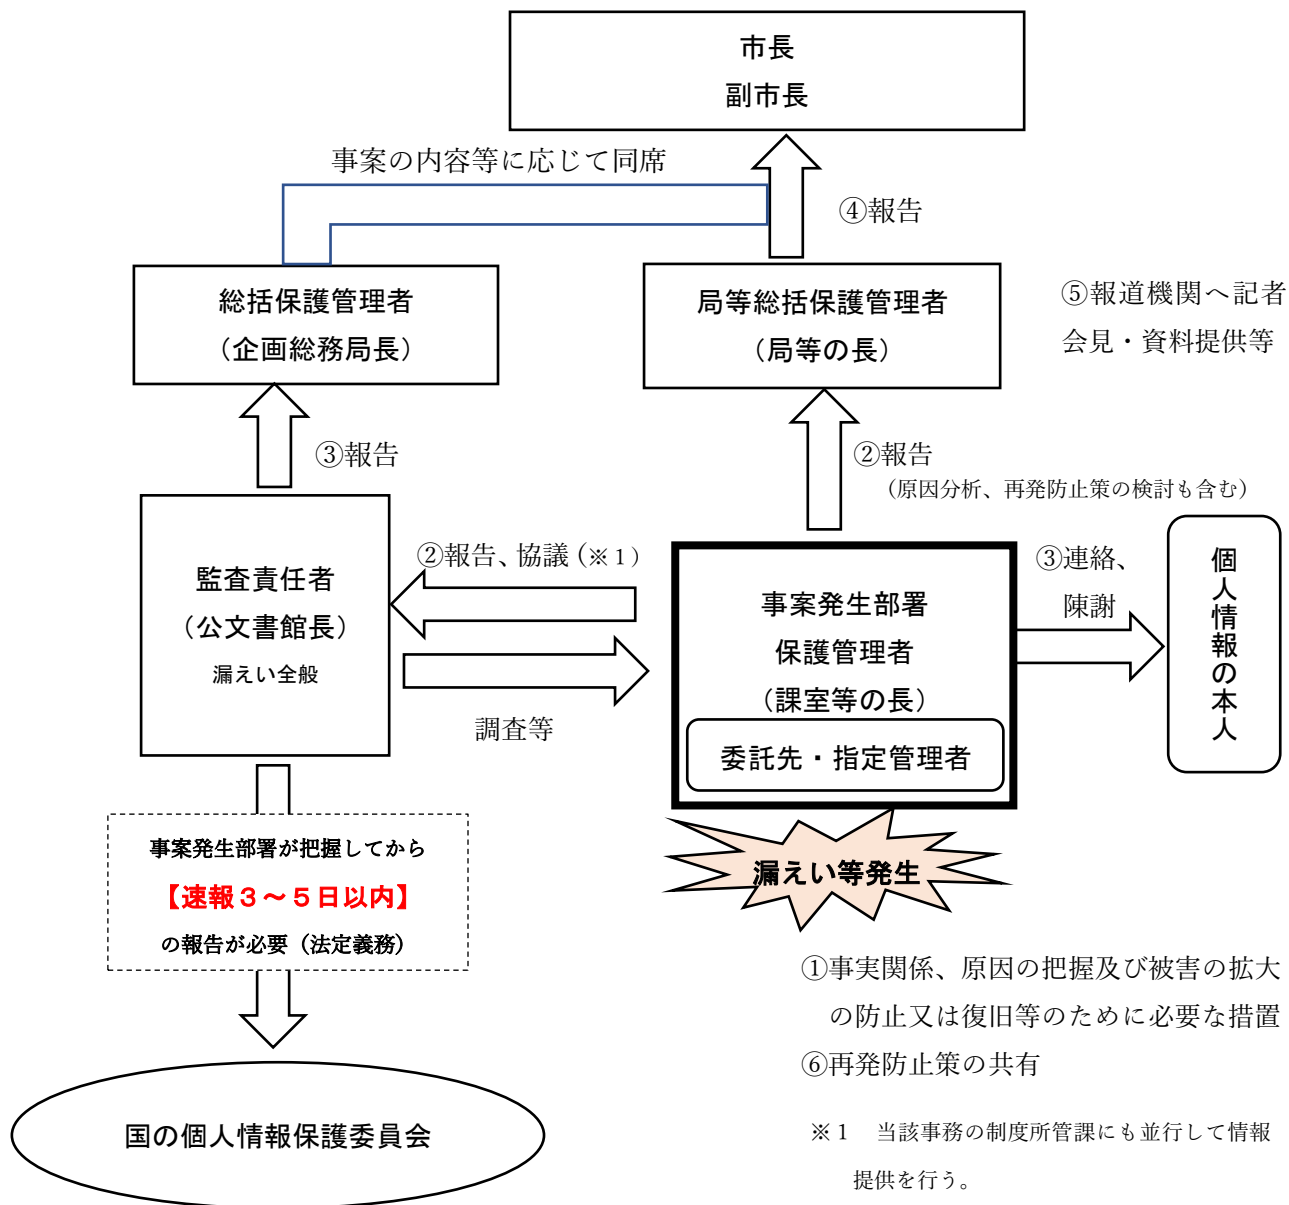 市長
副市長
事案の内容等に応じて同席
④報告
総括保護管理者
（企画総務局長）
局等総括保護管理者
（局等の長）
⑤報道機関へ記者
会見・資料提供等
③報告
②報告
（原因分析、再発防止策の検討も含む）
監査責任者
（公文書館長）
漏えい全般
②報告、協議（※１）
調査等
事案発生部署
保護管理者
（課室等の長）
委託先・指定管理者
③連絡、
陳謝
個人情報の本人
漏えい等発生
事案発生部署が把握してから
【速報３～５日以内】
の報告が必要（法定義務）
国の個人情報保護委員会
①事実関係、原因の把握及び被害の拡大
の防止又は復旧等のために必要な措置
⑥再発防止策の共有
※１　当該事務の制度所管課にも並行して情報
提供を行う。